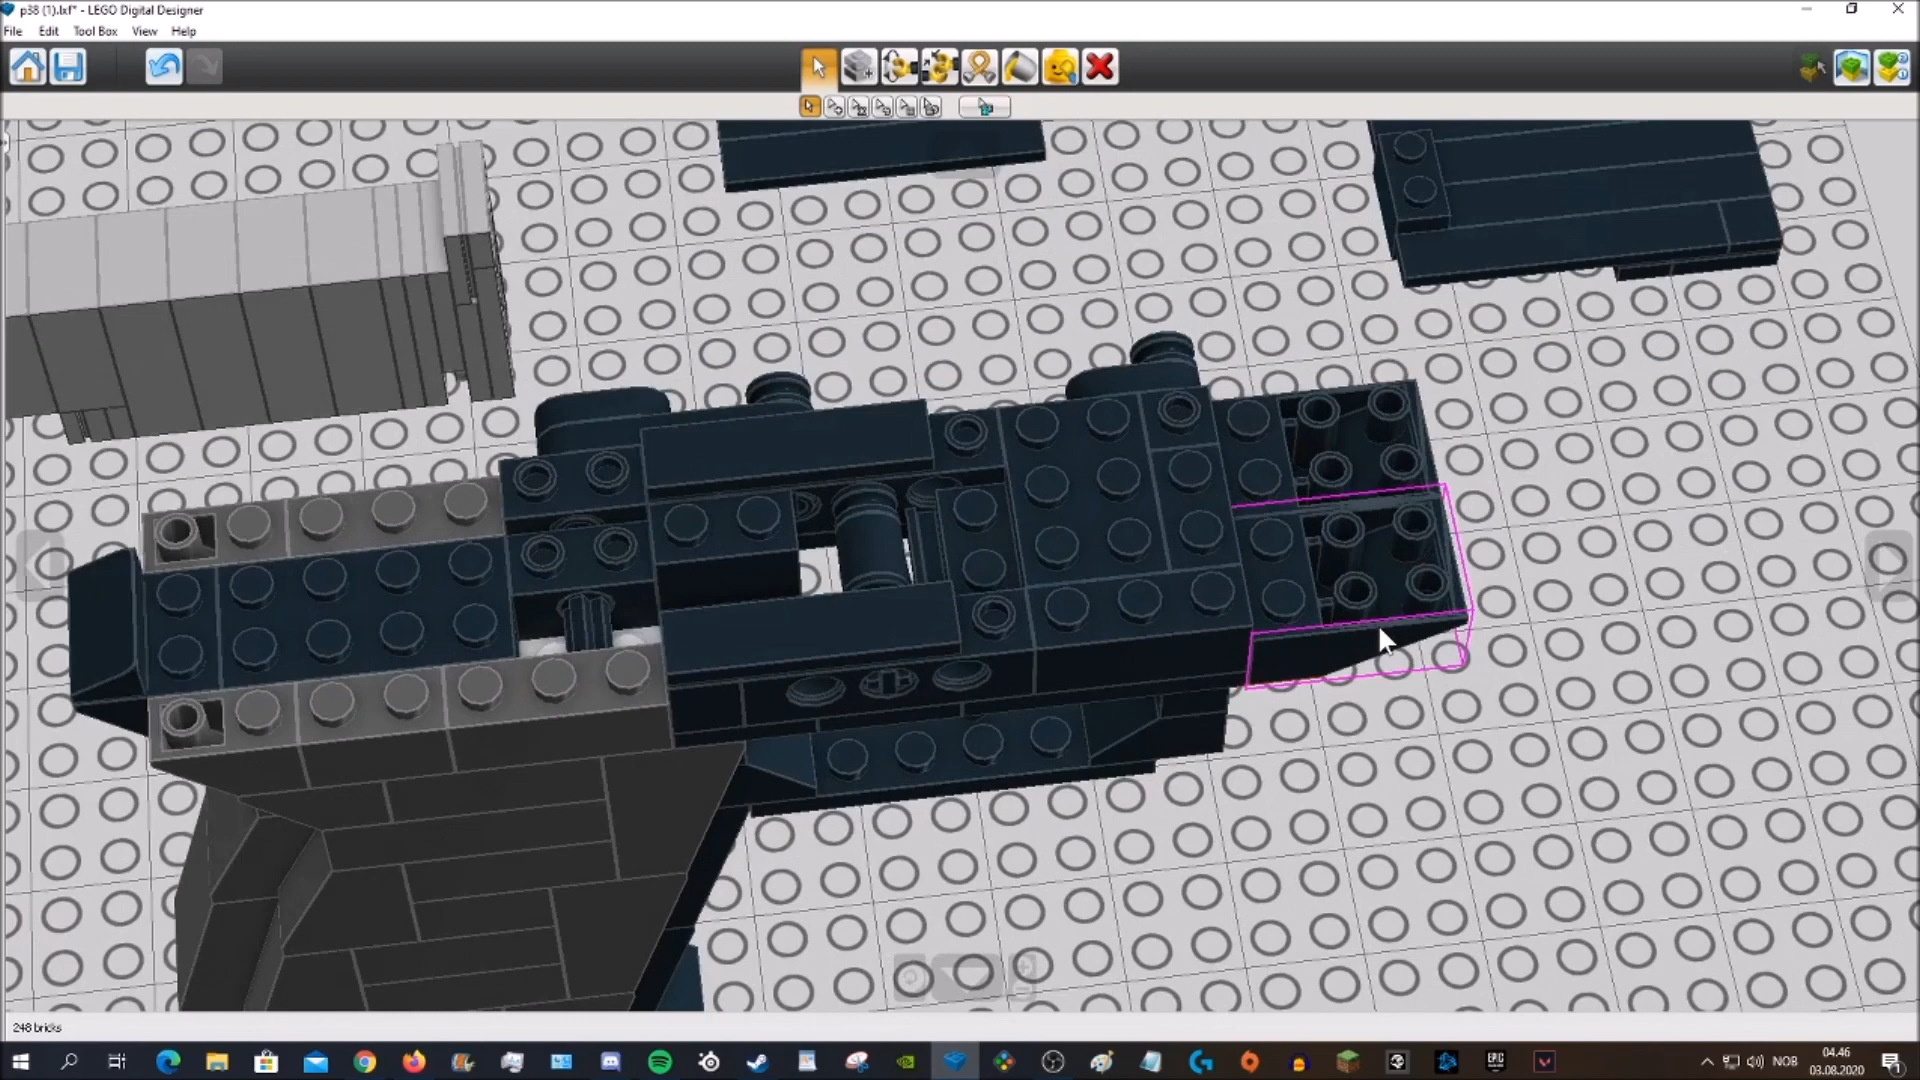 p38 (1).lxf* - LEGO Digital Designer
File Edit Tool Box View Help
248 bricks
NOB
04.46
03.08.2020